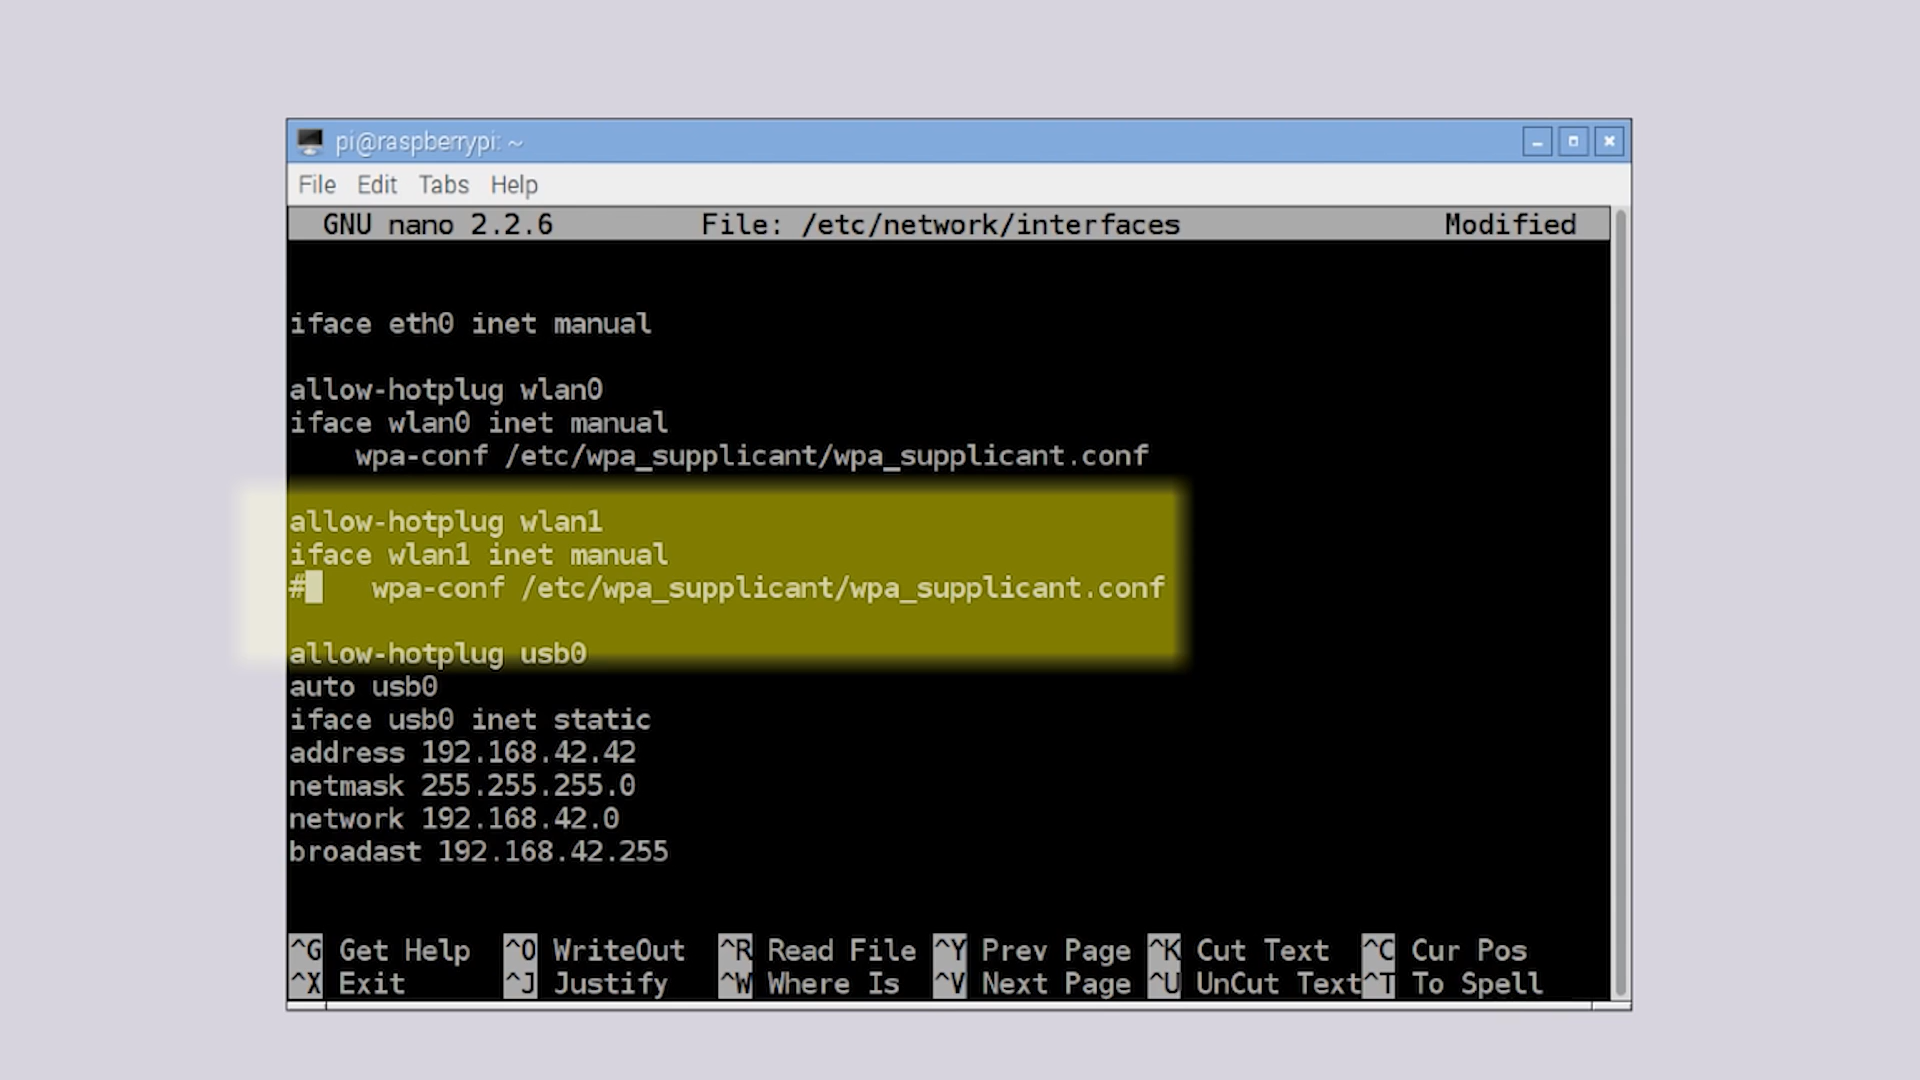 pi@raspberrypi: ~
File Edit Tabs Help
GNU nano 2.2.6 File: /etc/network/interfaces Modified
iface eth0 inet manual
allow-hotplug wlan0
iface wlan0 inet manual
wpa-conf /etc/wpa_supplicant/wpa_supplicant.conf
allow-hotplug wlan1
iface wlan1 inet manual
# wpa-conf /etc/wpa_supplicant/wpa_supplicant.conf
allow-hotplug usb0
auto usb0
iface usb0 inet static
address 192.168.42.42
netmask 255.255.255.0
network 192.168.42.0
broadast 192.168.42.255
^G Get Help ^O WriteOut ^R Read File ^Y Prev Page ^K Cut Text ^C Cur Pos
^X Exit ^J Justify ^W Where Is ^V Next Page ^U UnCut Text ^T To Spell